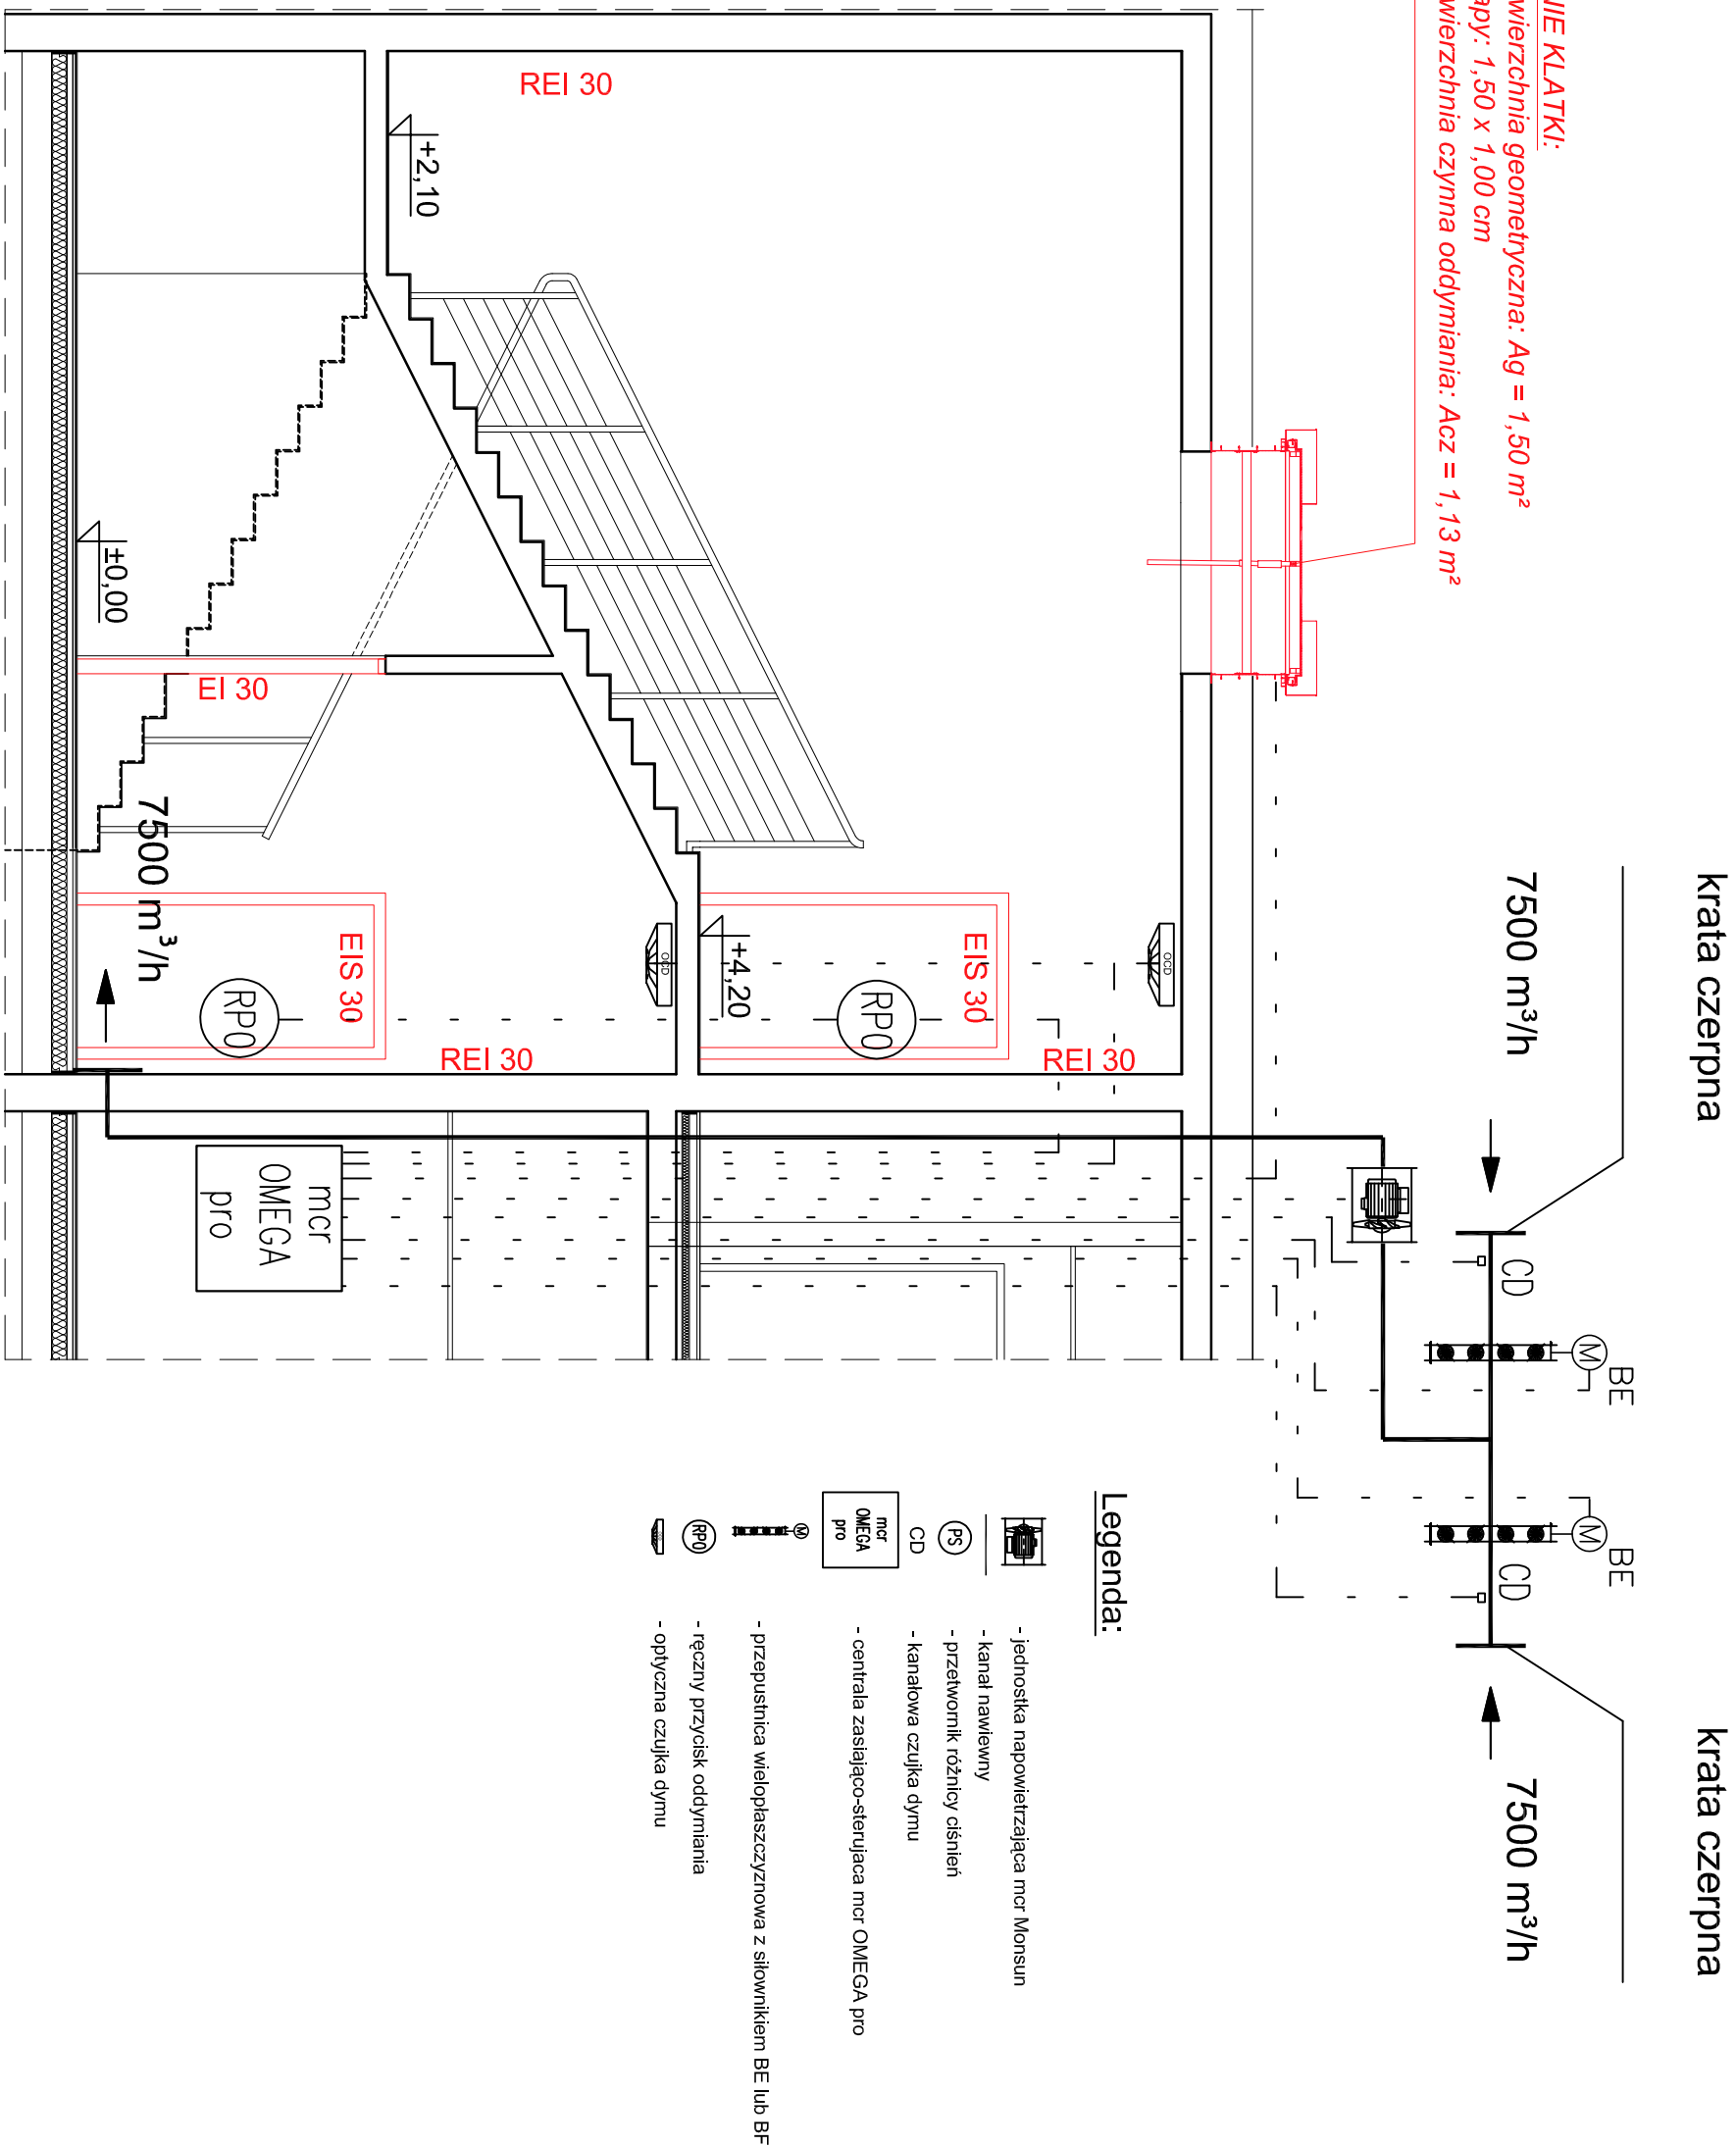 krata czerpna
krata czerpna
7500 m³/h
7500 m³/h
BE
BE
M
M
CD
CD
NIE KLATKI:
wierzchnia geometryczna: Ag = 1,50 m²
apy: 1,50 x 1,00 cm
wierzchnia czynna oddymiania: Acz = 1,13 m²
OCD
REI 30
EIS 30
RPO
REI 30
+4,20
OCD
+2,10
REI 30
EIS 30
RPO
EI 30
7500 m³/h
±0,00
mcr
OMEGA
pro
Legenda:
- jednostka napowietrzająca mcr Monsun
- kanał nawiewny
PS - przetwornik różnicy ciśnień
CD - kanałowa czujka dymu
mcr
OMEGA
pro
- centrala zasiająco-sterujaca mcr OMEGA pro
M - przepustnica wielopłaszczyznowa z siłownikiem BE lub BF
RPO - ręczny przycisk oddymiania
- optyczna czujka dymu